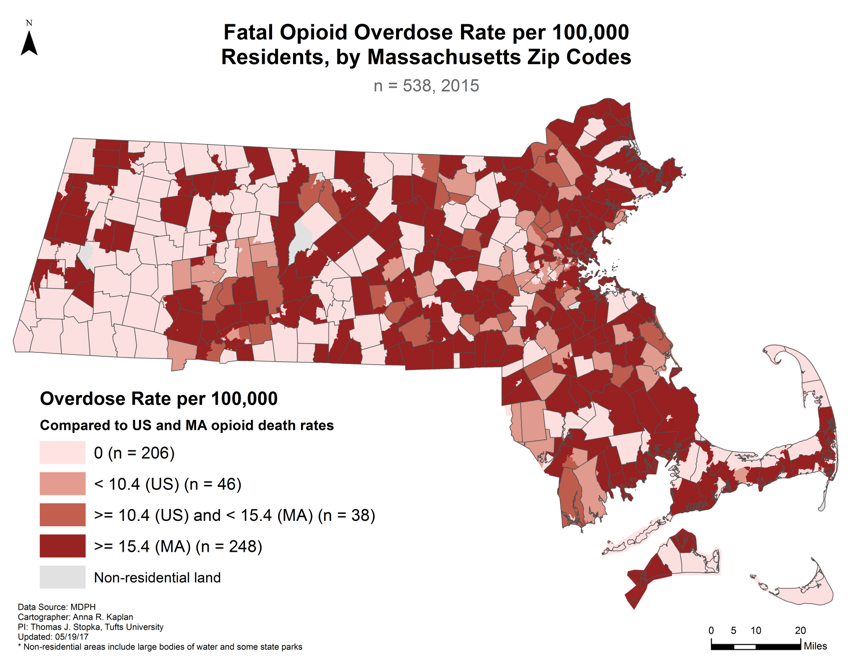 N
Fatal Opioid Overdose Rate per 100,000
Residents, by Massachusetts Zip Codes
n = 538, 2015
Overdose Rate per 100,000
Compared to US and MA opioid death rates
0 (n = 206)
< 10.4 (US) (n = 46)
>= 10.4 (US) and < 15.4 (MA) (n = 38)
>= 15.4 (MA) (n = 248)
Non-residential land
Data Source: MDPH
Cartographer: Anna R. Kaplan
PI: Thomas J. Stopka, Tufts University
Updated: 05/19/17
* Non-residential areas include large bodies of water and some state parks
0 5 10 20
Miles